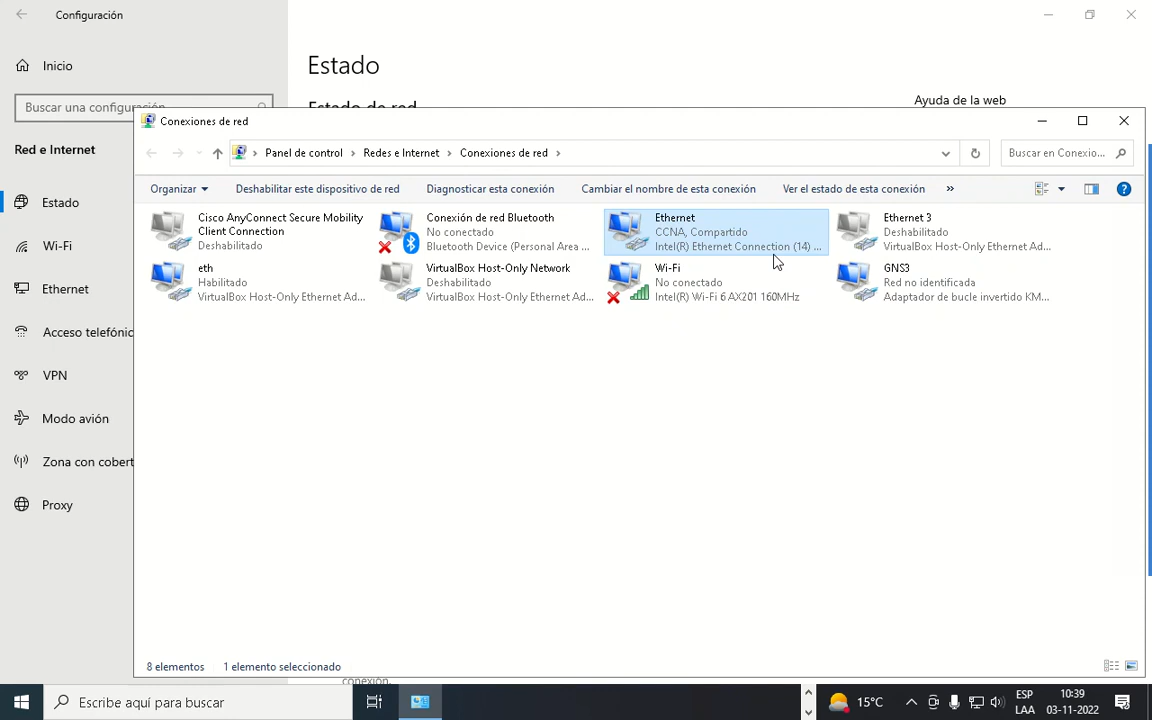 Configuración
Inicio
Estado
Buscar una configuración
Estado de red
Ayuda de la web
Red e Internet
Estado
Wi-Fi
Ethernet
Acceso telefónic
VPN
Modo avión
Zona con cobert
Proxy
Conexiones de red
Panel de control
Redes e Internet
Conexiones de red
Buscar en Conexio...
Organizar
Deshabilitar este dispositivo de red
Diagnosticar esta conexión
Cambiar el nombre de esta conexión
Ver el estado de esta conexión
»
Cisco AnyConnect Secure Mobility
Client Connection
Deshabilitado
Conexión de red Bluetooth
No conectado
Bluetooth Device (Personal Area ...
Ethernet
CCNA, Compartido
Intel(R) Ethernet Connection (14) ...
Ethernet 3
Deshabilitado
VirtualBox Host-Only Ethernet Ad...
eth
Habilitado
VirtualBox Host-Only Ethernet Ad...
VirtualBox Host-Only Network
Deshabilitado
VirtualBox Host-Only Ethernet Ad...
Wi-Fi
No conectado
Intel(R) Wi-Fi 6 AX201 160MHz
GNS3
Red no identificada
Adaptador de bucle invertido KM...
8 elementos
1 elemento seleccionado
conexión.
Escribe aquí para buscar
15°C
ESP
LAA
10:39
03-11-2022